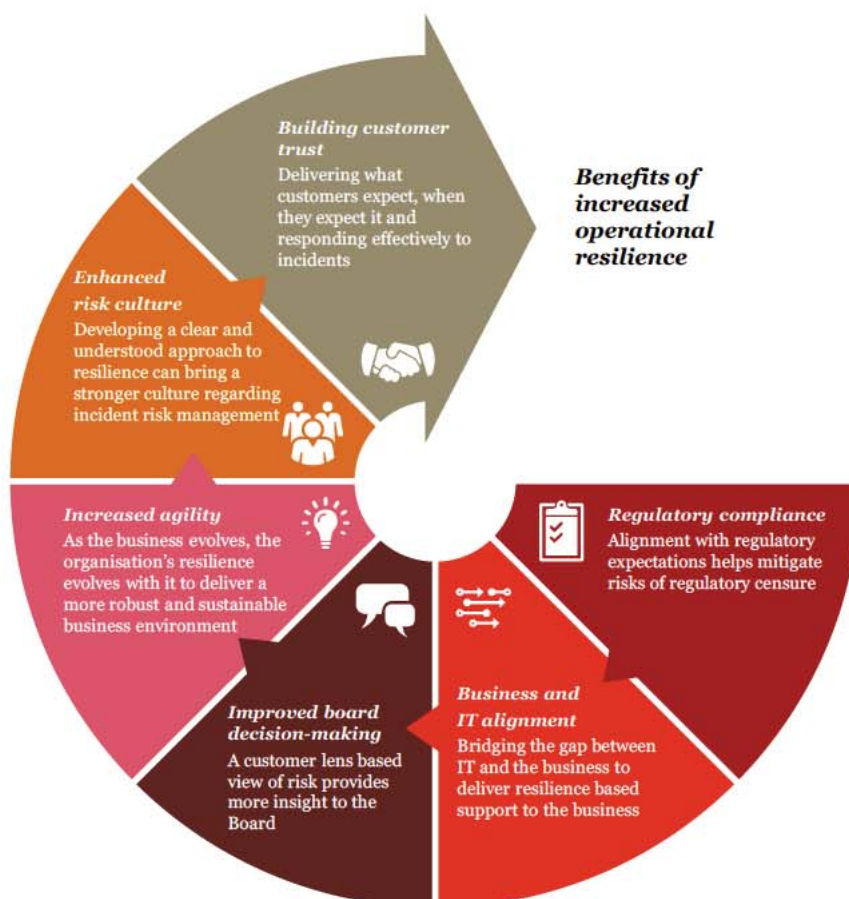 Building customer
trust
Delivering what
customers expect, when
they expect it and
responding effectively to
incidents
Benefits of
increased
operational
resilience
Enhanced
risk culture
Developing a clear and
understood approach to
resilience can bring a
stronger culture regarding
incident risk management
Increased agility
As the business evolves, the
organisation's resilience
evolves with it to deliver a
more robust and sustainable
business environment
Regulatory compliance
Alignment with regulatory
expectations helps mitigate
risks of regulatory censure
Improved board
decision-making
A customer lens based
view of risk provides
more insight to the
Board
Business and
IT alignment
Bridging the gap between
IT and the business to
deliver resilience based
support to the business